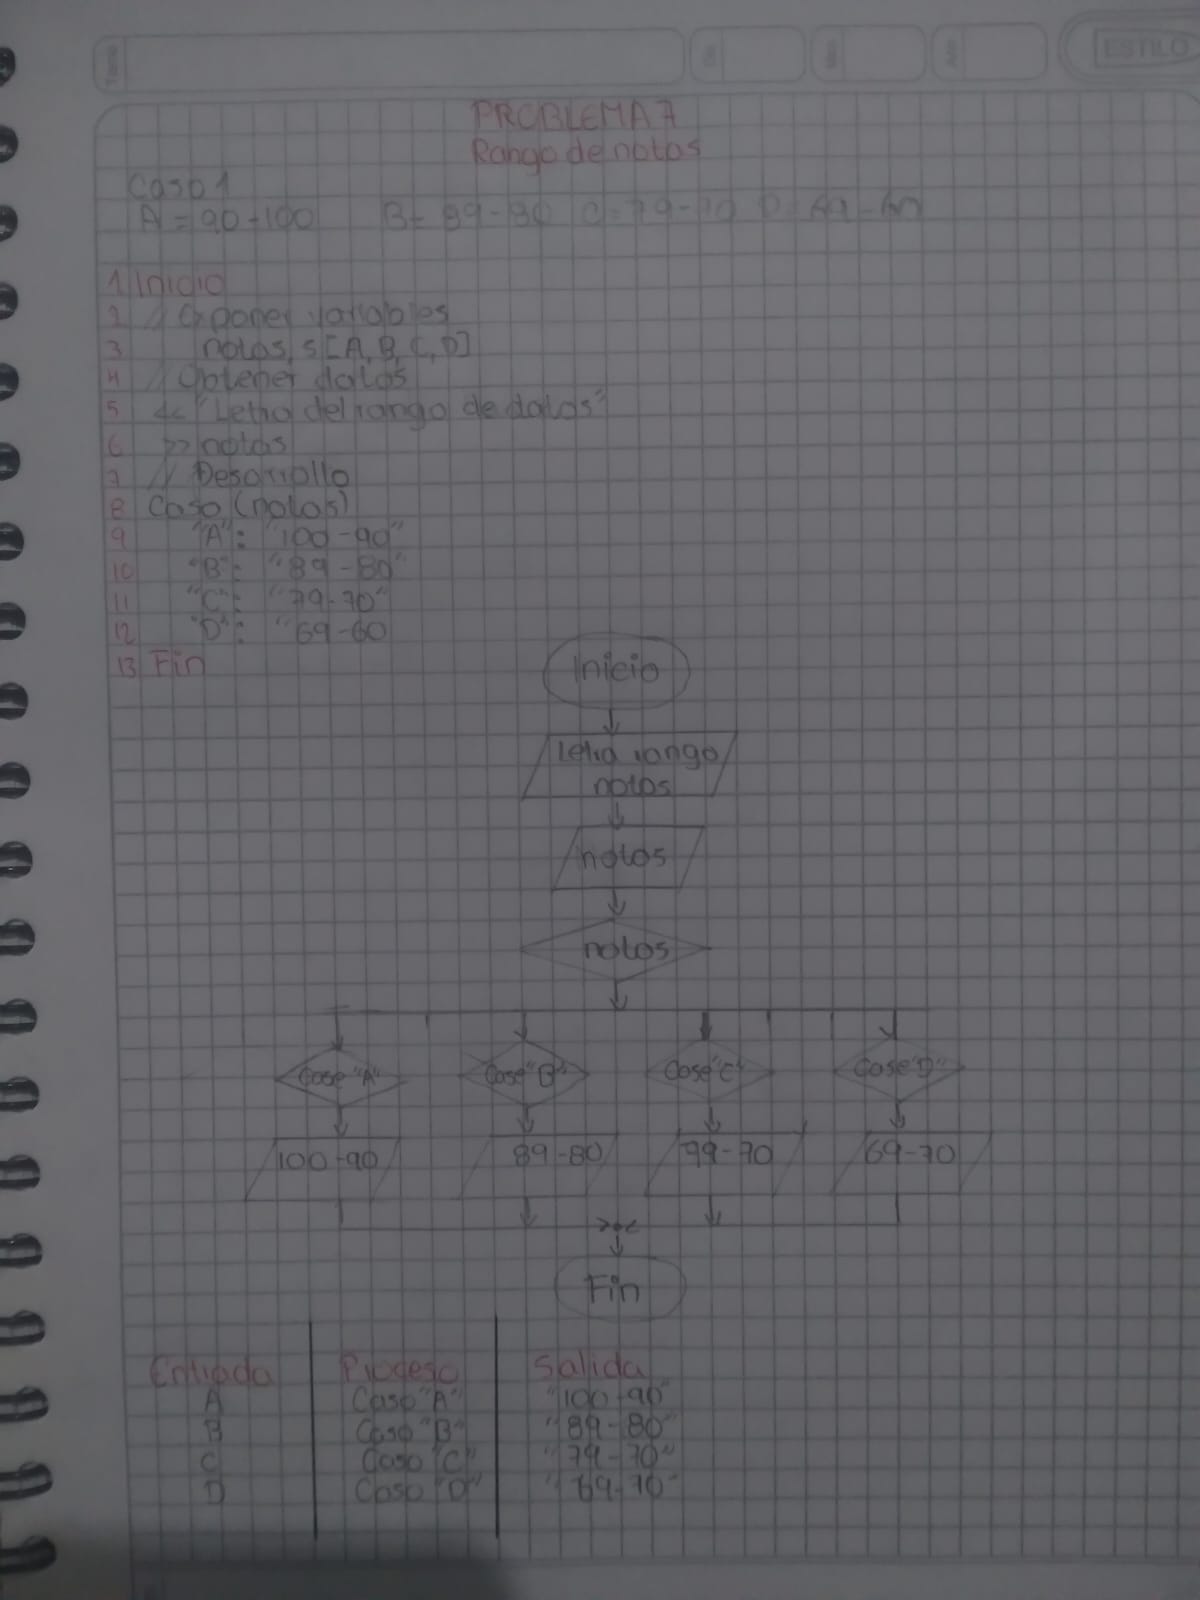 ESTILO
PROBLEMA 7
Rango de notas
Caso 1
A = 90-100 B= 89-80 C=79-70 D=69-60
1 Inicio
2 // Exponer variables
3 notas, s[A, B, C, D]
4 // Obtener datos
5 << "Letra del rango de datos"
6 >> notas
7 // Desarrollo
8 Caso (notas)
9 "A": "100-90"
10 "B": "89-80"
11 "C": "79-70"
12 "D": "69-60
13 Fin
Inicio
Letra rango
notas
notas
notas
Case "A" Case "B" Case "C" Case "D"
100-90 89-80 79-70 69-70
Fin
Entrada Proceso Salida
A Caso "A" "100-90"
B Caso "B" "89-80"
C Caso "C" "79-70"
D Caso "D" "69-70"